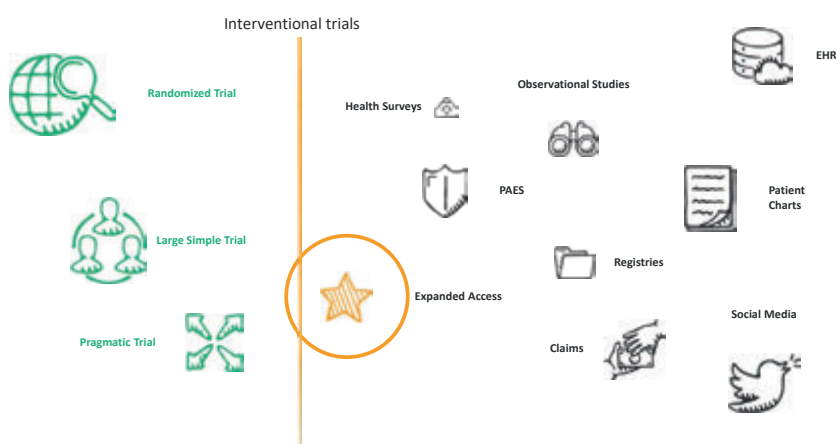 Interventional trials
EHR
Randomized Trial
Observational Studies
Health Surveys
PAES
Patient
Charts
Large Simple Trial
Registries
Expanded Access
Social Media
Pragmatic Trial
Claims